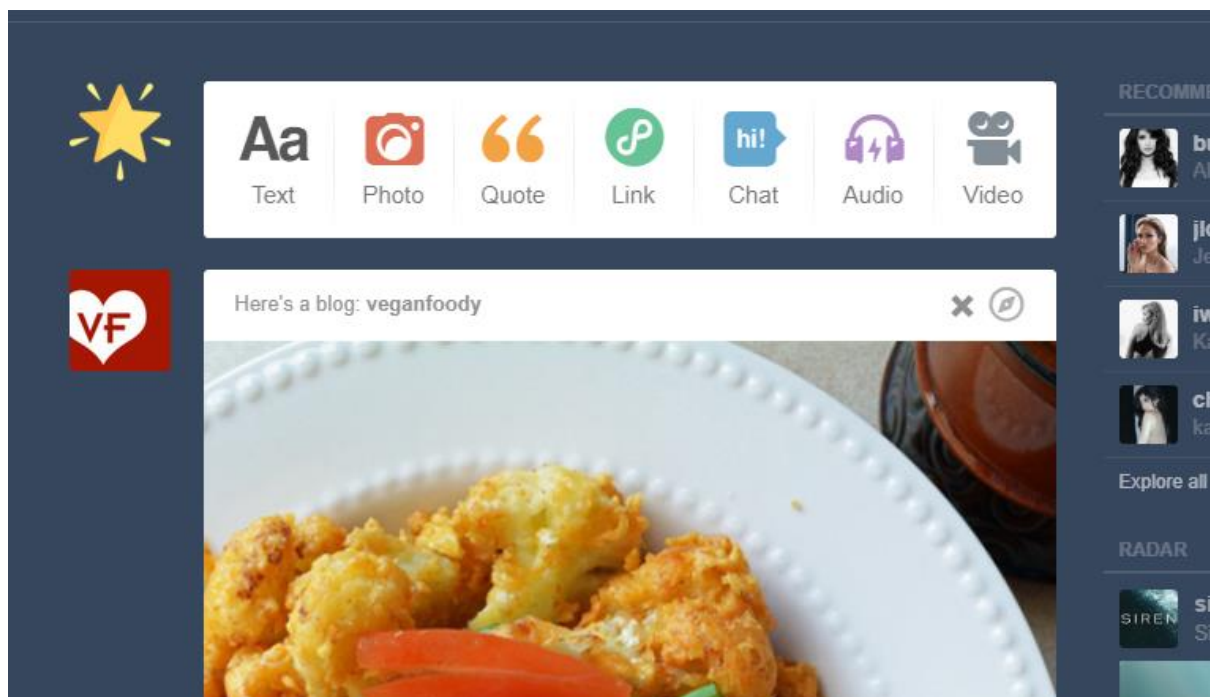 Aa
hi!
Text
Photo
Quote
Link
Chat
Audio
Video
VF
Here's a blog: veganfoody
RECOMM
Explore all
RADAR
SIREN